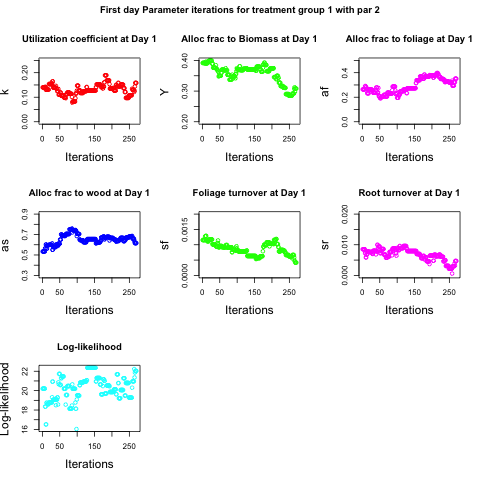 First day Parameter iterations for treatment group 1 with par 2
Utilization coefficient at Day 1
k
0.00 0.10 0.20
0 50 150 250
Iterations
Alloc frac to Biomass at Day 1
Y
0.20 0.30 0.40
0 50 150 250
Iterations
Alloc frac to foliage at Day 1
af
0.0 0.2 0.4
0 50 150 250
Iterations
Alloc frac to wood at Day 1
as
0.3 0.5 0.7 0.9
0 50 150 250
Iterations
Foliage turnover at Day 1
sf
0.0000 0.0015
0 50 150 250
Iterations
Root turnover at Day 1
sr
0.000 0.010 0.020
0 50 150 250
Iterations
Log-likelihood
Log-likelihood
16 18 20 22
0 50 150 250
Iterations